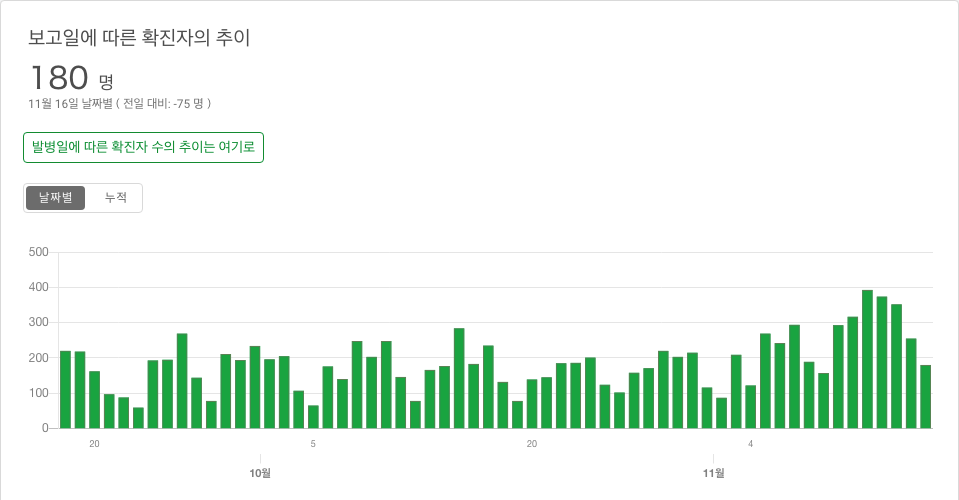 보고일에 따른 확진자의 추이
180 명
11월 16일 날짜별 ( 전일 대비: -75 명 )
발병일에 따른 확진자 수의 추이는 여기로
날짜별 누적
500
400
300
200
100
0
20 5 20 4
10월 11월